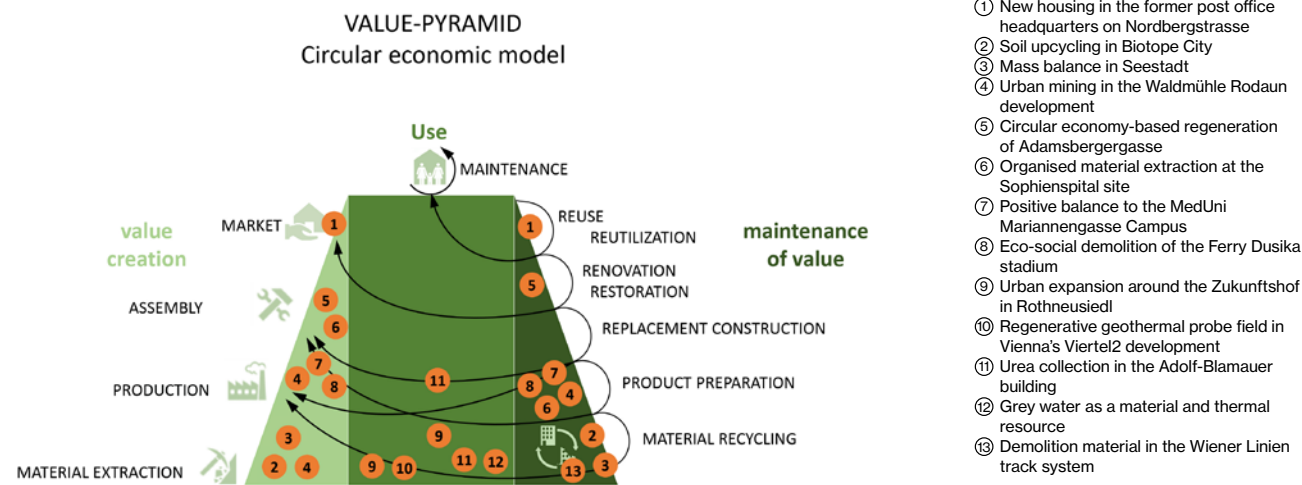 VALUE-PYRAMID
Circular economic model
Use
MAINTENANCE
value
creation
MARKET
1
1
REUSE
REUTILIZATION
maintenance
of value
ASSEMBLY
5
6
5
RENOVATION
RESTORATION
REPLACEMENT CONSTRUCTION
PRODUCTION
7
4
8
11
8
7
4
6
PRODUCT PREPARATION
MATERIAL EXTRACTION
3
2
4
9
9
10
11
12
2
13
3
MATERIAL RECYCLING
1 New housing in the former post office
headquarters on Nordbergstrasse
2 Soil upcycling in Biotope City
3 Mass balance in Seestadt
4 Urban mining in the Waldmühle Rodaun
development
5 Circular economy-based regeneration
of Adamsbergergasse
6 Organised material extraction at the
Sophienspital site
7 Positive balance to the MedUni
Mariannengasse Campus
8 Eco-social demolition of the Ferry Dusika
stadium
9 Urban expansion around the Zukunftshof
in Rothneusiedl
10 Regenerative geothermal probe field in
Vienna's Viertel2 development
11 Urea collection in the Adolf-Blamauer
building
12 Grey water as a material and thermal
resource
13 Demolition material in the Wiener Linien
track system